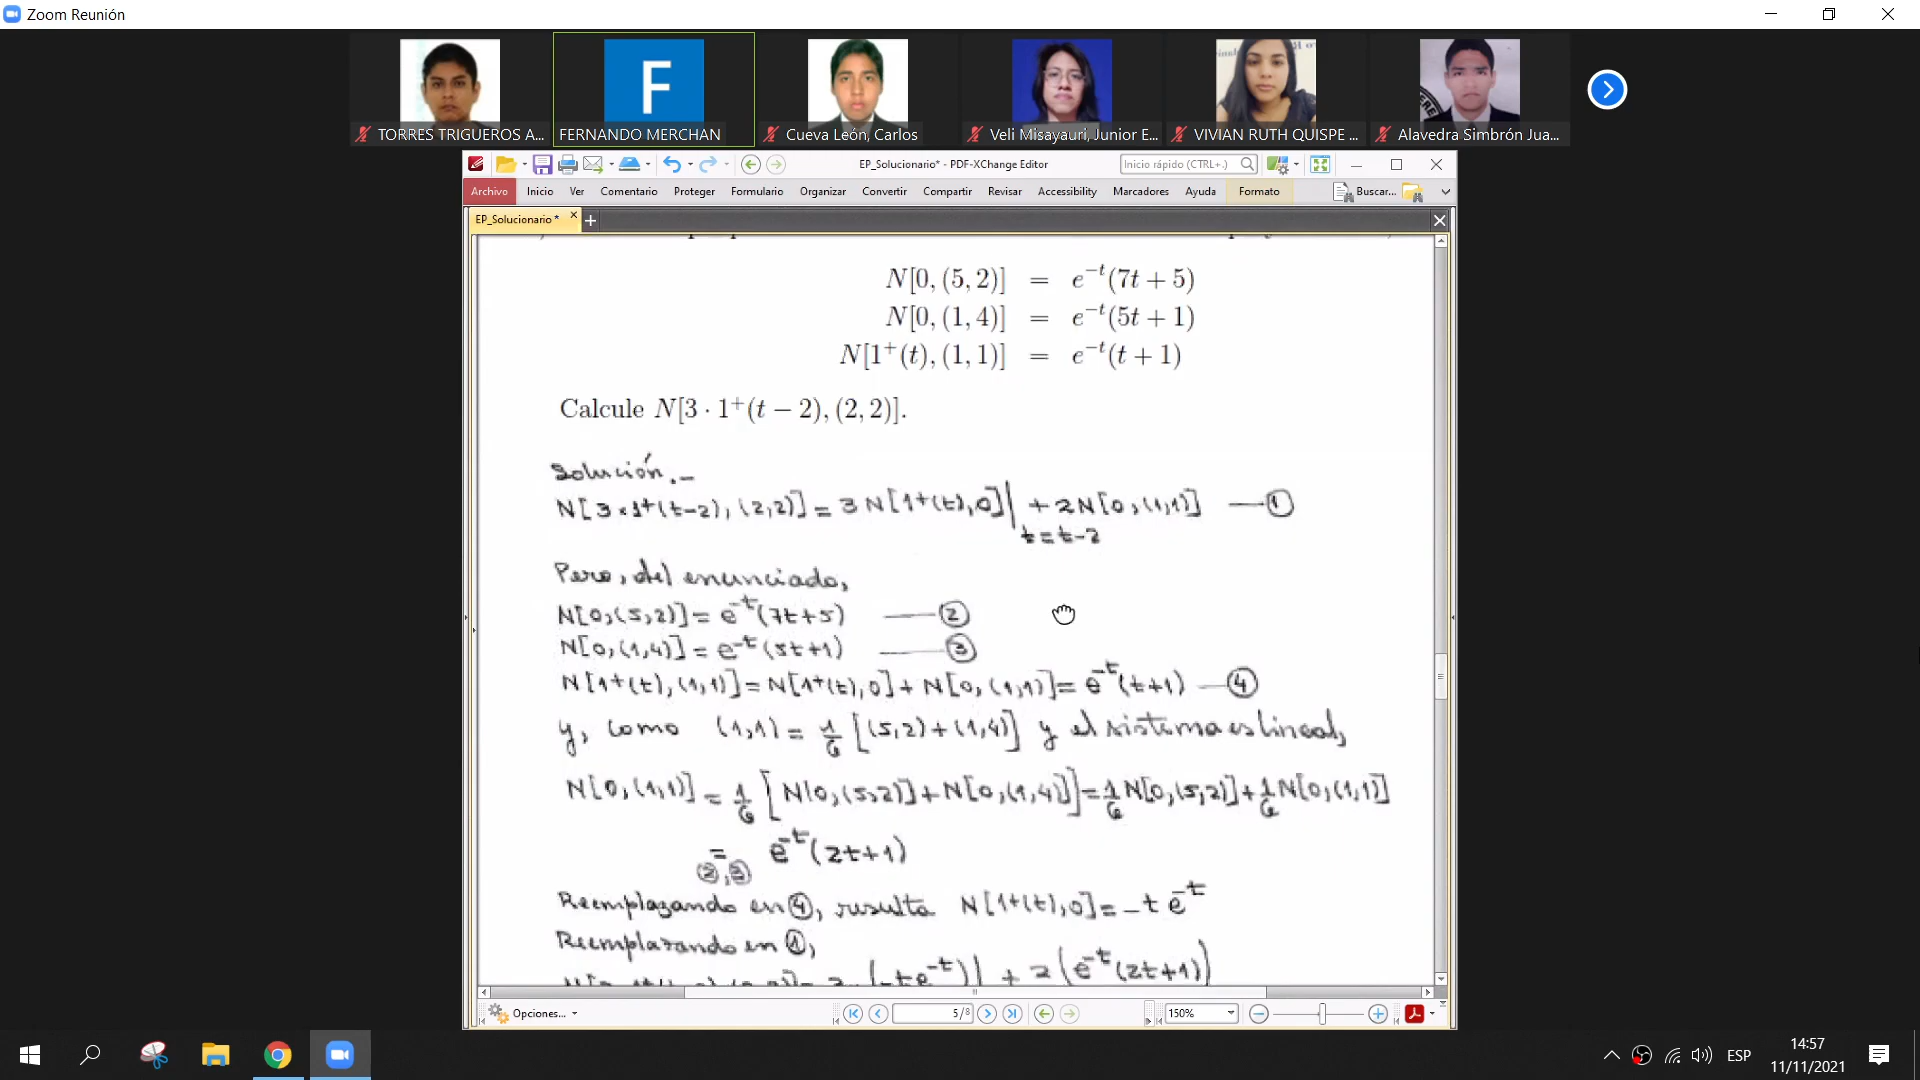 Zoom Reunión
F
TORRES TRIGUEROS A...
FERNANDO MERCHAN
Cueva León, Carlos
Veli Misayauri, Junior E...
VIVIAN RUTH QUISPE ...
Alavedra Simbrón Jua...
EP_Solucionario* - PDF-XChange Editor
Inicio rápido (CTRL+.)
Archivo Inicio Ver Comentario Proteger Formulario Organizar Convertir Compartir Revisar Accessibility Marcadores Ayuda Formato Buscar...
EP_Solucionario *
N[0, (5, 2)] = e^{-t}(7t + 5)
N[0, (1, 4)] = e^{-t}(5t + 1)
N[1^+(t), (1, 1)] = e^{-t}(t + 1)
Calcule N[3 · 1^+(t − 2), (2, 2)].
Solución.-
N[3×1^+(t-2), (2,2)] = 3 N[1^+(t), 0]| + 2N[0, (1,1)] — ①
t=t-2
Pero, del enunciado,
N[0,(5,2)] = e^{-t}(7t+5) — ②
N[0,(1,4)] = e^{-t}(5t+1) — ③
N[1^+(t), (1,1)] = N[1^+(t), 0] + N[0, (1,1)] = e^{-t}(t+1) — ④
y, como (1,1) = 1/6 [(5,2)+(1,4)] y el sistema es lineal,
N[0,(1,1)] = 1/6 [N[0,(5,2)] + N[0,(1,4)]] = 1/6 N[0,(5,2)] + 1/6 N[0,(1,1)]
= e^{-t}(2t+1)
②,③
Reemplazando en ④, resulta N[1^+(t), 0] = -t e^{-t}
Reemplazando en ①,
(-te^{-t})| + 2(e^{-t}(2t+1))
Opciones...
5/8
150%
ESP
14:57
11/11/2021